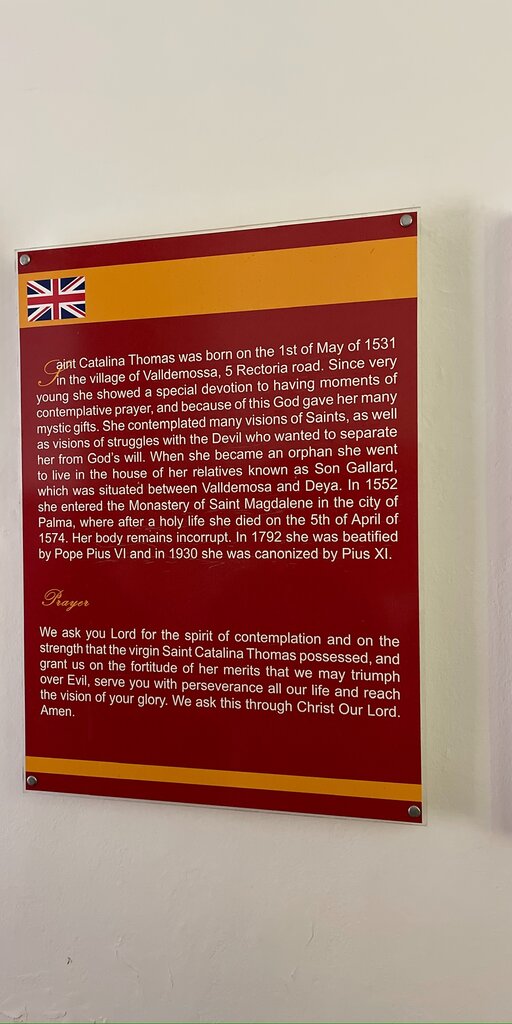 Saint Catalina Thomas was born on the 1st of May of 1531
in the village of Valldemossa, 5 Rectoria road. Since very
young she showed a special devotion to having moments of
contemplative prayer, and because of this God gave her many
mystic gifts. She contemplated many visions of Saints, as well
as visions of struggles with the Devil who wanted to separate
her from God's will. When she became an orphan she went
to live in the house of her relatives known as Son Gallard,
which was situated between Valldemosa and Deya. In 1552
she entered the Monastery of Saint Magdalene in the city of
Palma, where after a holy life she died on the 5th of April of
1574. Her body remains incorrupt. In 1792 she was beatified
by Pope Pius VI and in 1930 she was canonized by Pius XI.
Prayer
We ask you Lord for the spirit of contemplation and on the
strength that the virgin Saint Catalina Thomas possessed, and
grant us on the fortitude of her merits that we may triumph
over Evil, serve you with perseverance all our life and reach
the vision of your glory. We ask this through Christ Our Lord.
Amen.